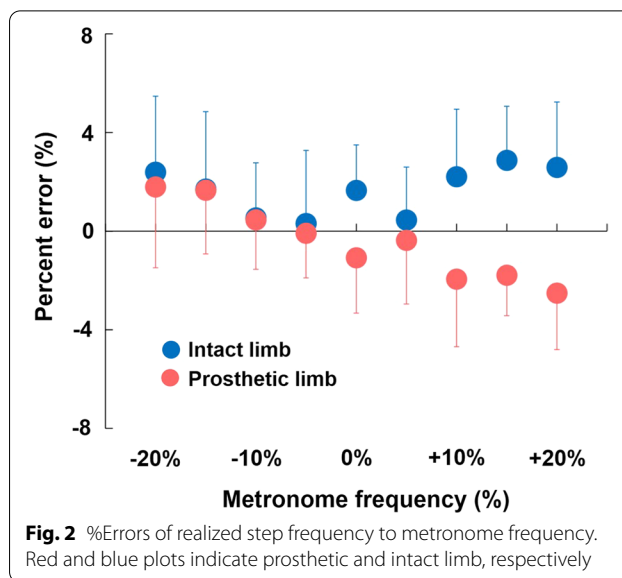 8
4
0
-4
-8
Percent error (%)
Intact limb
Prosthetic limb
-20% -10% 0% +10% +20%
Metronome frequency (%)
Fig. 2 %Errors of realized step frequency to metronome frequency.
Red and blue plots indicate prosthetic and intact limb, respectively